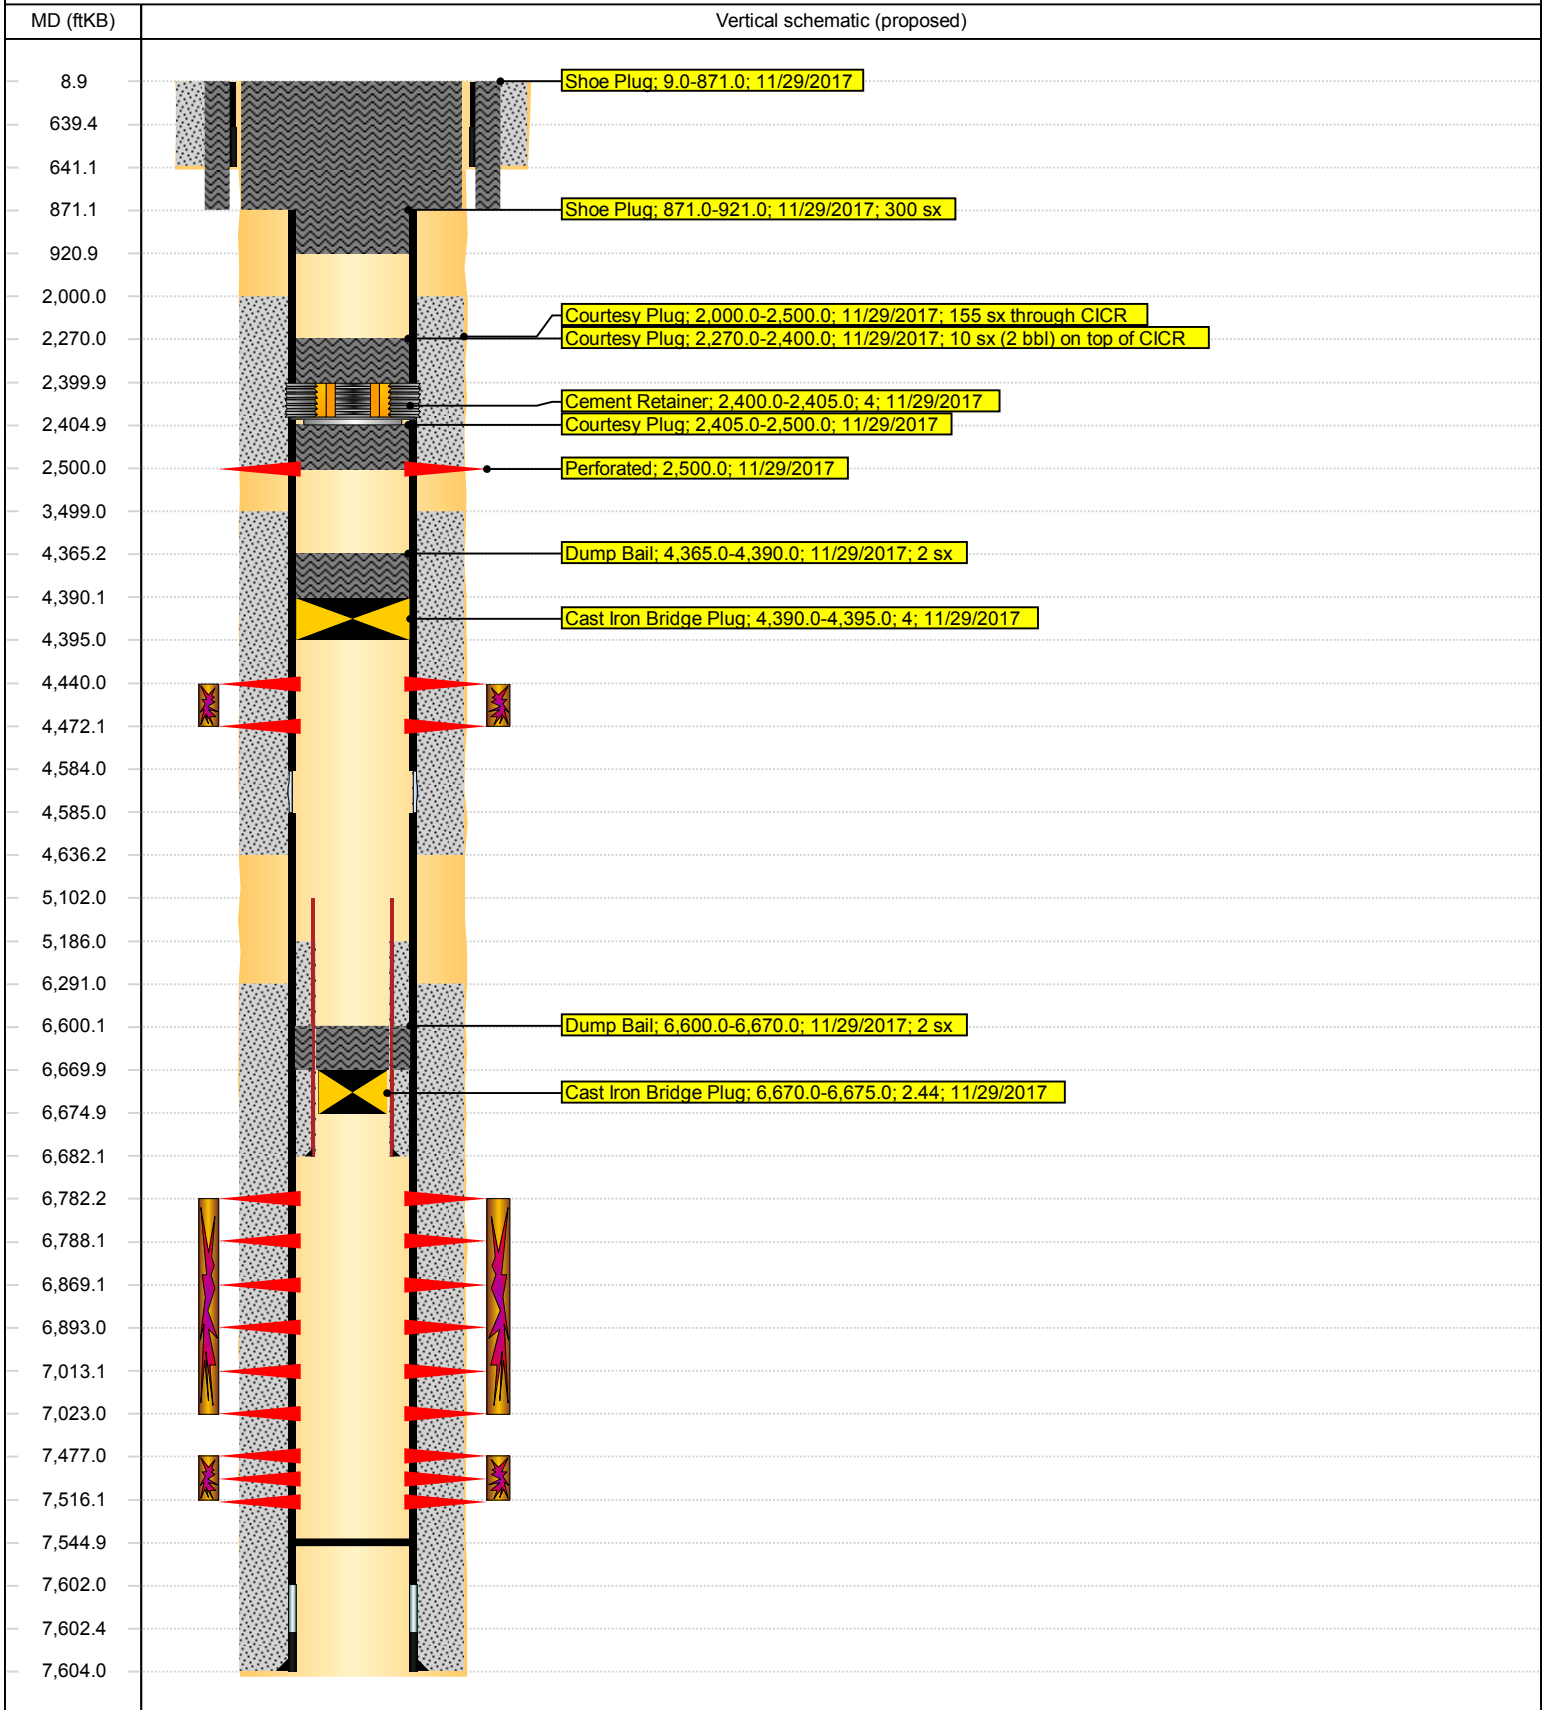 MD (ftKB) Vertical schematic (proposed)
8.9 Shoe Plug; 9.0-871.0; 11/29/2017
639.4
641.1
871.1 Shoe Plug; 871.0-921.0; 11/29/2017; 300 sx
920.9
2,000.0
Courtesy Plug; 2,000.0-2,500.0; 11/29/2017; 155 sx through CICR
2,270.0 Courtesy Plug; 2,270.0-2,400.0; 11/29/2017; 10 sx (2 bbl) on top of CICR
2,399.9
Cement Retainer; 2,400.0-2,405.0; 4; 11/29/2017
2,404.9 Courtesy Plug; 2,405.0-2,500.0; 11/29/2017
2,500.0 Perforated; 2,500.0; 11/29/2017
3,499.0
4,365.2 Dump Bail; 4,365.0-4,390.0; 11/29/2017; 2 sx
4,390.1
Cast Iron Bridge Plug; 4,390.0-4,395.0; 4; 11/29/2017
4,395.0
4,440.0
4,472.1
4,584.0
4,585.0
4,636.2
5,102.0
5,186.0
6,291.0
6,600.1 Dump Bail; 6,600.0-6,670.0; 11/29/2017; 2 sx
6,669.9
Cast Iron Bridge Plug; 6,670.0-6,675.0; 2.44; 11/29/2017
6,674.9
6,682.1
6,782.2
6,788.1
6,869.1
6,893.0
7,013.1
7,023.0
7,477.0
7,516.1
7,544.9
7,602.0
7,602.4
7,604.0